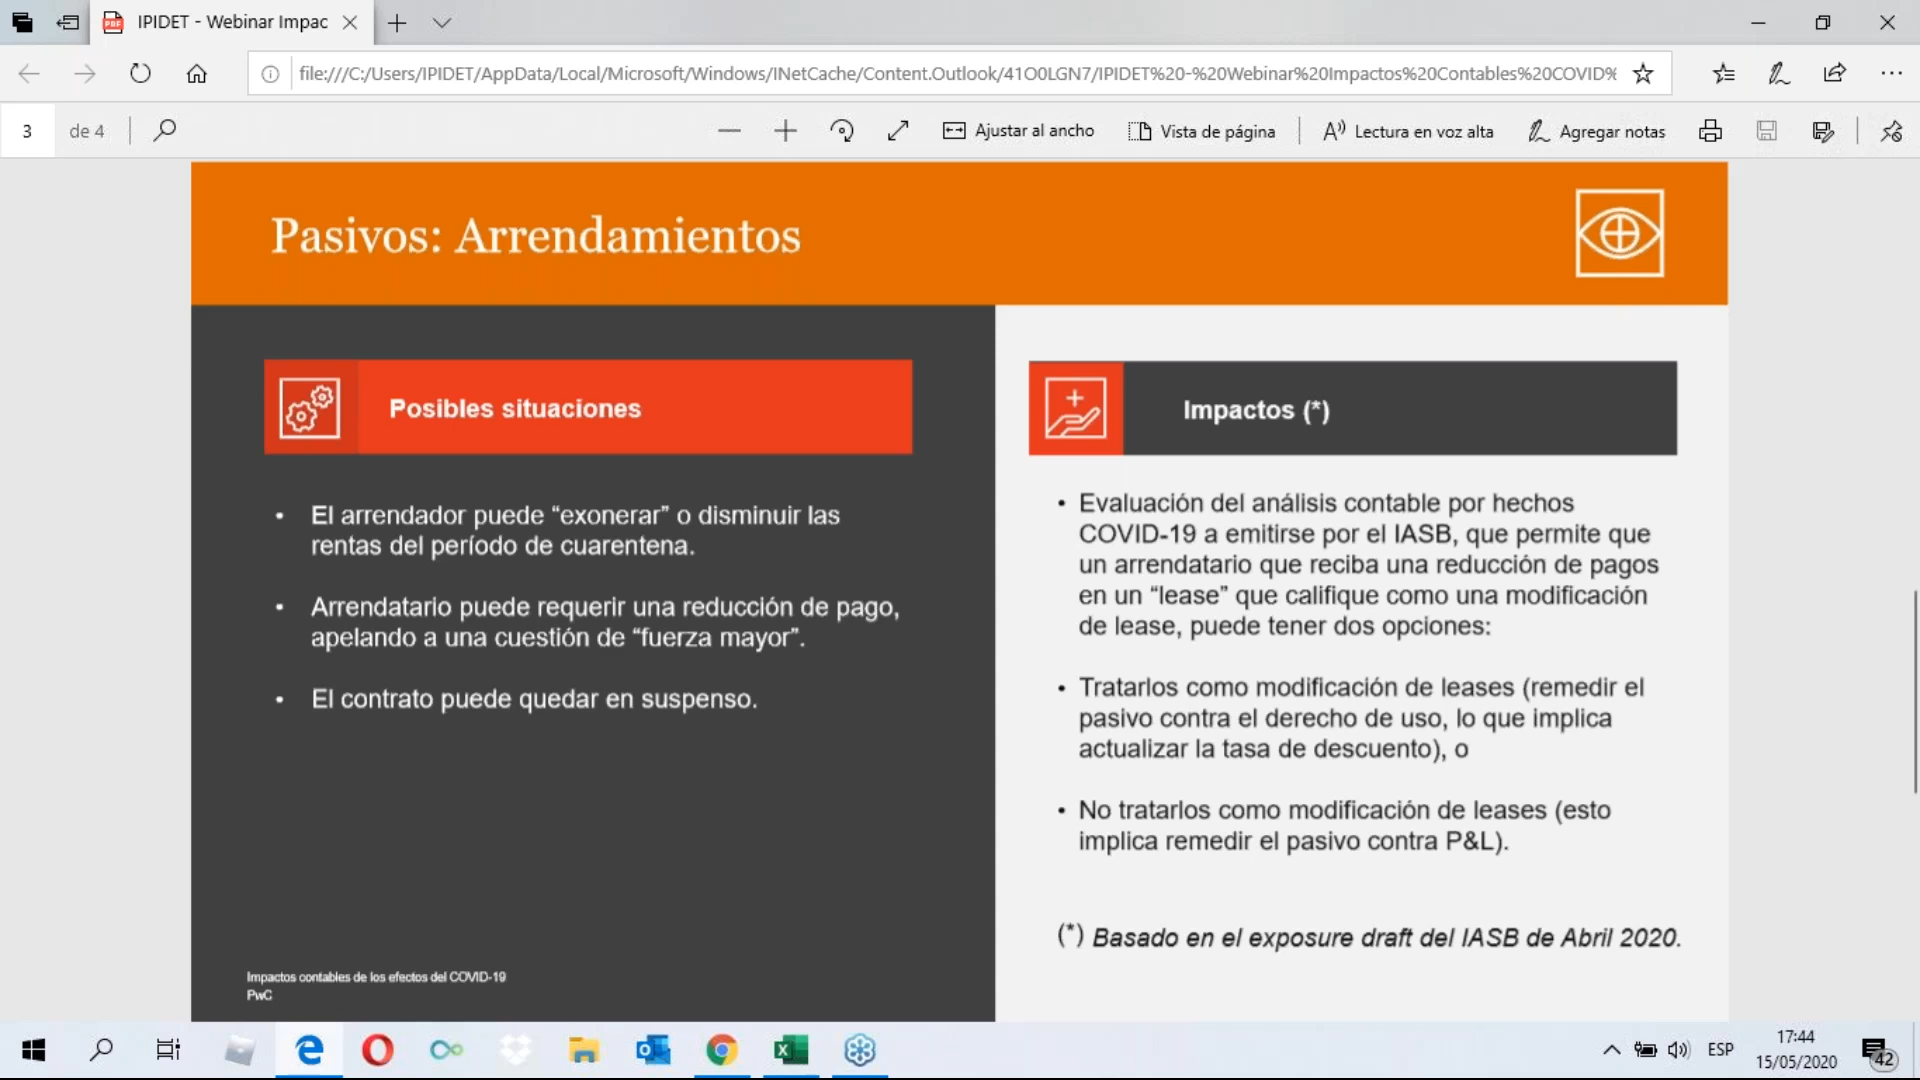 IPIDET - Webinar Impac
file:///C:/Users/IPIDET/AppData/Local/Microsoft/Windows/INetCache/Content.Outlook/41O0LGN7/IPIDET%20-%20Webinar%20Impactos%20Contables%20COVID%
3 de 4
Ajustar al ancho
Vista de página
Lectura en voz alta
Agregar notas
Pasivos: Arrendamientos
Posibles situaciones
• El arrendador puede “exonerar” o disminuir las
rentas del período de cuarentena.
• Arrendatario puede requerir una reducción de pago,
apelando a una cuestión de “fuerza mayor”.
• El contrato puede quedar en suspenso.
Impactos (*)
• Evaluación del análisis contable por hechos
COVID-19 a emitirse por el IASB, que permite que
un arrendatario que reciba una reducción de pagos
en un “lease” que califique como una modificación
de lease, puede tener dos opciones:
• Tratarlos como modificación de leases (remedir el
pasivo contra el derecho de uso, lo que implica
actualizar la tasa de descuento), o
• No tratarlos como modificación de leases (esto
implica remedir el pasivo contra P&L).
(*) Basado en el exposure draft del IASB de Abril 2020.
Impactos contables de los efectos del COVID-19
PwC
ESP
17:44
15/05/2020
42